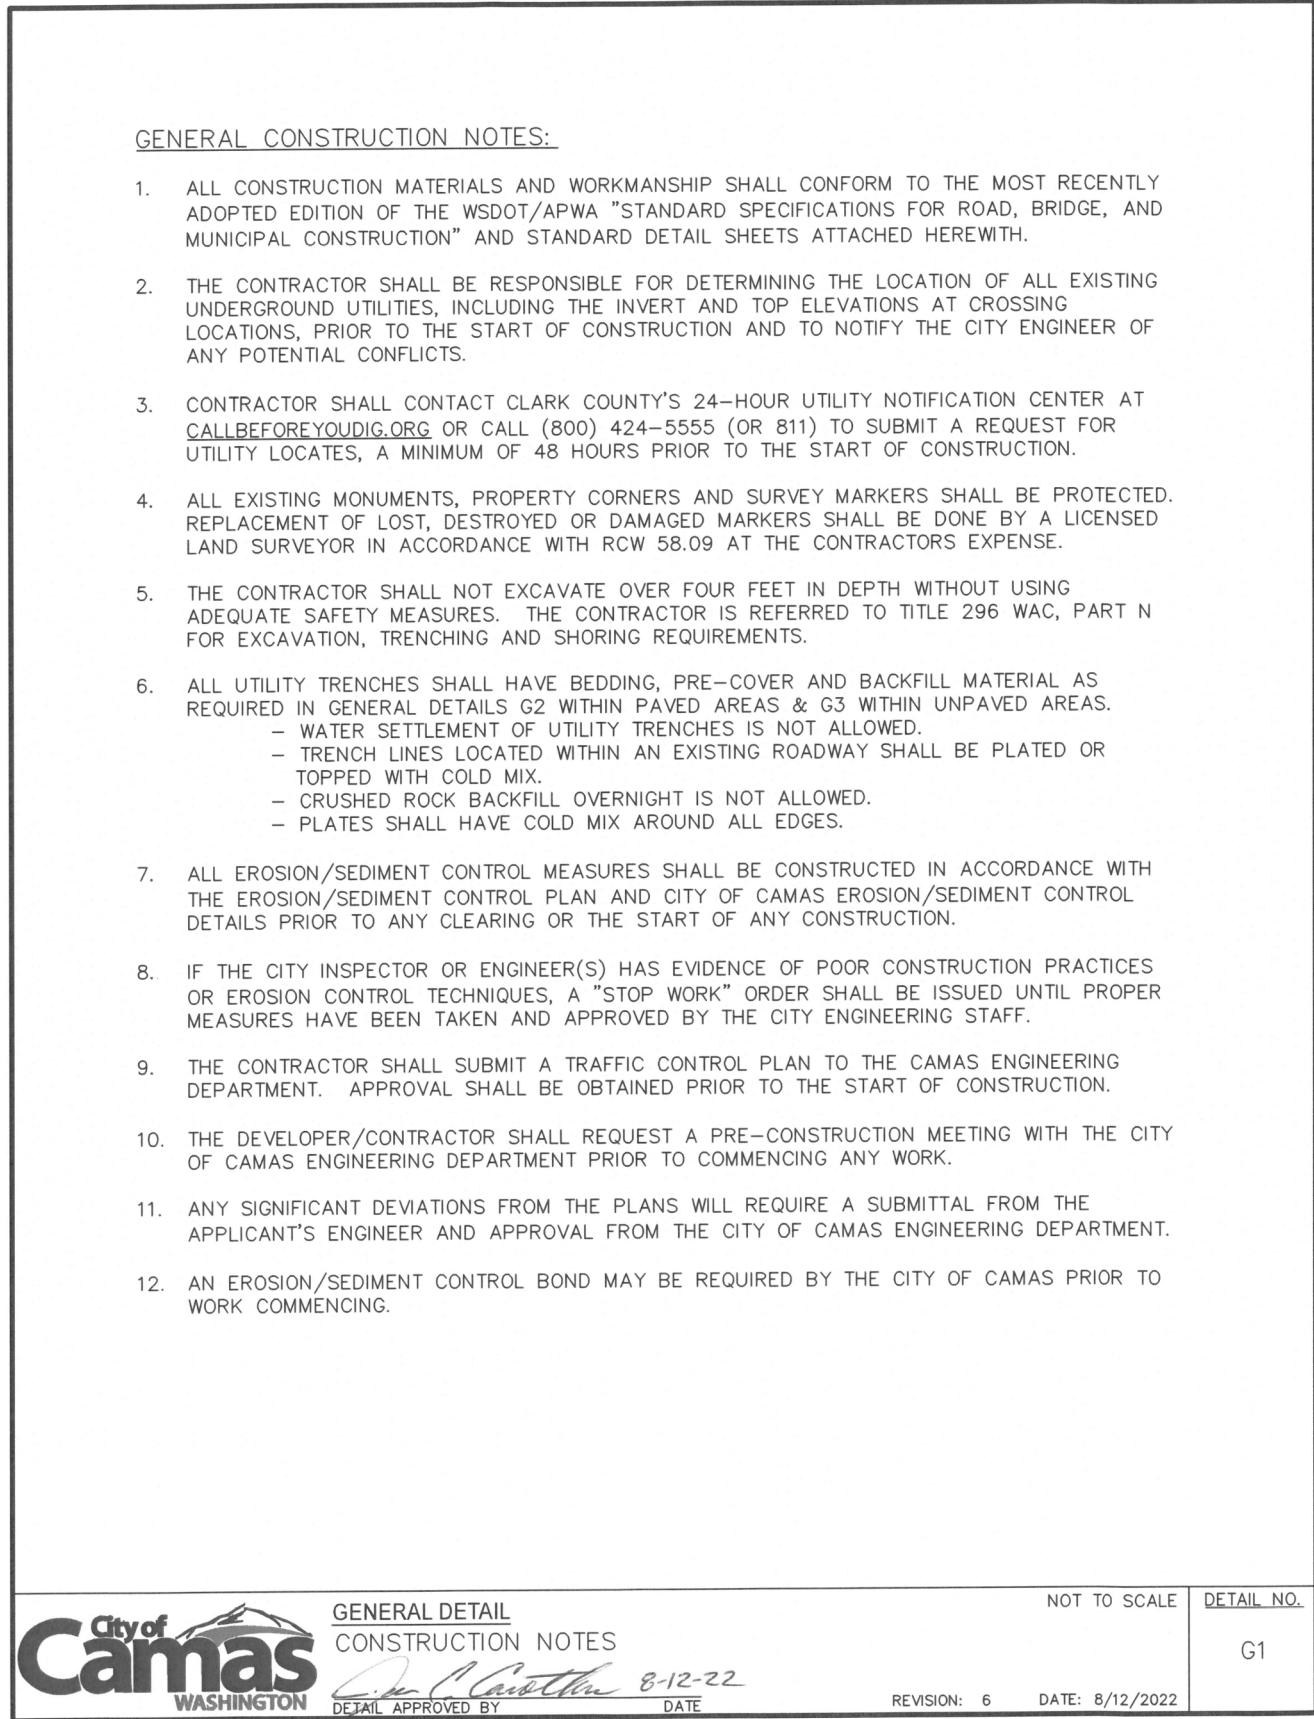 GENERAL CONSTRUCTION NOTES:
1. ALL CONSTRUCTION MATERIALS AND WORKMANSHIP SHALL CONFORM TO THE MOST RECENTLY
ADOPTED EDITION OF THE WSDOT/APWA "STANDARD SPECIFICATIONS FOR ROAD, BRIDGE, AND
MUNICIPAL CONSTRUCTION" AND STANDARD DETAIL SHEETS ATTACHED HEREWITH.
2. THE CONTRACTOR SHALL BE RESPONSIBLE FOR DETERMINING THE LOCATION OF ALL EXISTING
UNDERGROUND UTILITIES, INCLUDING THE INVERT AND TOP ELEVATIONS AT CROSSING
LOCATIONS, PRIOR TO THE START OF CONSTRUCTION AND TO NOTIFY THE CITY ENGINEER OF
ANY POTENTIAL CONFLICTS.
3. CONTRACTOR SHALL CONTACT CLARK COUNTY'S 24-HOUR UTILITY NOTIFICATION CENTER AT
CALLBEFOREYOUDIG.ORG OR CALL (800) 424-5555 (OR 811) TO SUBMIT A REQUEST FOR
UTILITY LOCATES, A MINIMUM OF 48 HOURS PRIOR TO THE START OF CONSTRUCTION.
4. ALL EXISTING MONUMENTS, PROPERTY CORNERS AND SURVEY MARKERS SHALL BE PROTECTED.
REPLACEMENT OF LOST, DESTROYED OR DAMAGED MARKERS SHALL BE DONE BY A LICENSED
LAND SURVEYOR IN ACCORDANCE WITH RCW 58.09 AT THE CONTRACTORS EXPENSE.
5. THE CONTRACTOR SHALL NOT EXCAVATE OVER FOUR FEET IN DEPTH WITHOUT USING
ADEQUATE SAFETY MEASURES. THE CONTRACTOR IS REFERRED TO TITLE 296 WAC, PART N
FOR EXCAVATION, TRENCHING AND SHORING REQUIREMENTS.
6. ALL UTILITY TRENCHES SHALL HAVE BEDDING, PRE-COVER AND BACKFILL MATERIAL AS
REQUIRED IN GENERAL DETAILS G2 WITHIN PAVED AREAS & G3 WITHIN UNPAVED AREAS.
- WATER SETTLEMENT OF UTILITY TRENCHES IS NOT ALLOWED.
- TRENCH LINES LOCATED WITHIN AN EXISTING ROADWAY SHALL BE PLATED OR
TOPPED WITH COLD MIX.
- CRUSHED ROCK BACKFILL OVERNIGHT IS NOT ALLOWED.
- PLATES SHALL HAVE COLD MIX AROUND ALL EDGES.
7. ALL EROSION/SEDIMENT CONTROL MEASURES SHALL BE CONSTRUCTED IN ACCORDANCE WITH
THE EROSION/SEDIMENT CONTROL PLAN AND CITY OF CAMAS EROSION/SEDIMENT CONTROL
DETAILS PRIOR TO ANY CLEARING OR THE START OF ANY CONSTRUCTION.
8. IF THE CITY INSPECTOR OR ENGINEER(S) HAS EVIDENCE OF POOR CONSTRUCTION PRACTICES
OR EROSION CONTROL TECHNIQUES, A "STOP WORK" ORDER SHALL BE ISSUED UNTIL PROPER
MEASURES HAVE BEEN TAKEN AND APPROVED BY THE CITY ENGINEERING STAFF.
9. THE CONTRACTOR SHALL SUBMIT A TRAFFIC CONTROL PLAN TO THE CAMAS ENGINEERING
DEPARTMENT. APPROVAL SHALL BE OBTAINED PRIOR TO THE START OF CONSTRUCTION.
10. THE DEVELOPER/CONTRACTOR SHALL REQUEST A PRE-CONSTRUCTION MEETING WITH THE CITY
OF CAMAS ENGINEERING DEPARTMENT PRIOR TO COMMENCING ANY WORK.
11. ANY SIGNIFICANT DEVIATIONS FROM THE PLANS WILL REQUIRE A SUBMITTAL FROM THE
APPLICANT'S ENGINEER AND APPROVAL FROM THE CITY OF CAMAS ENGINEERING DEPARTMENT.
12. AN EROSION/SEDIMENT CONTROL BOND MAY BE REQUIRED BY THE CITY OF CAMAS PRIOR TO
WORK COMMENCING.
City of
Camas
WASHINGTON
GENERAL DETAIL
CONSTRUCTION NOTES
8-12-22
DETAIL APPROVED BY DATE
NOT TO SCALE
REVISION: 6 DATE: 8/12/2022
DETAIL NO.
G1